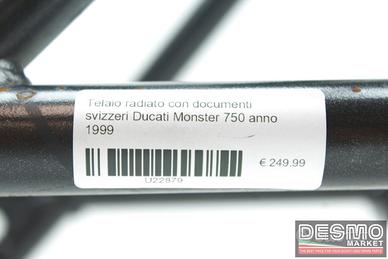 Telaio radiato con documenti
svizzeri Ducati Monster 750 anno
1999
€ 249.99
U22879
DESMO
MARKET